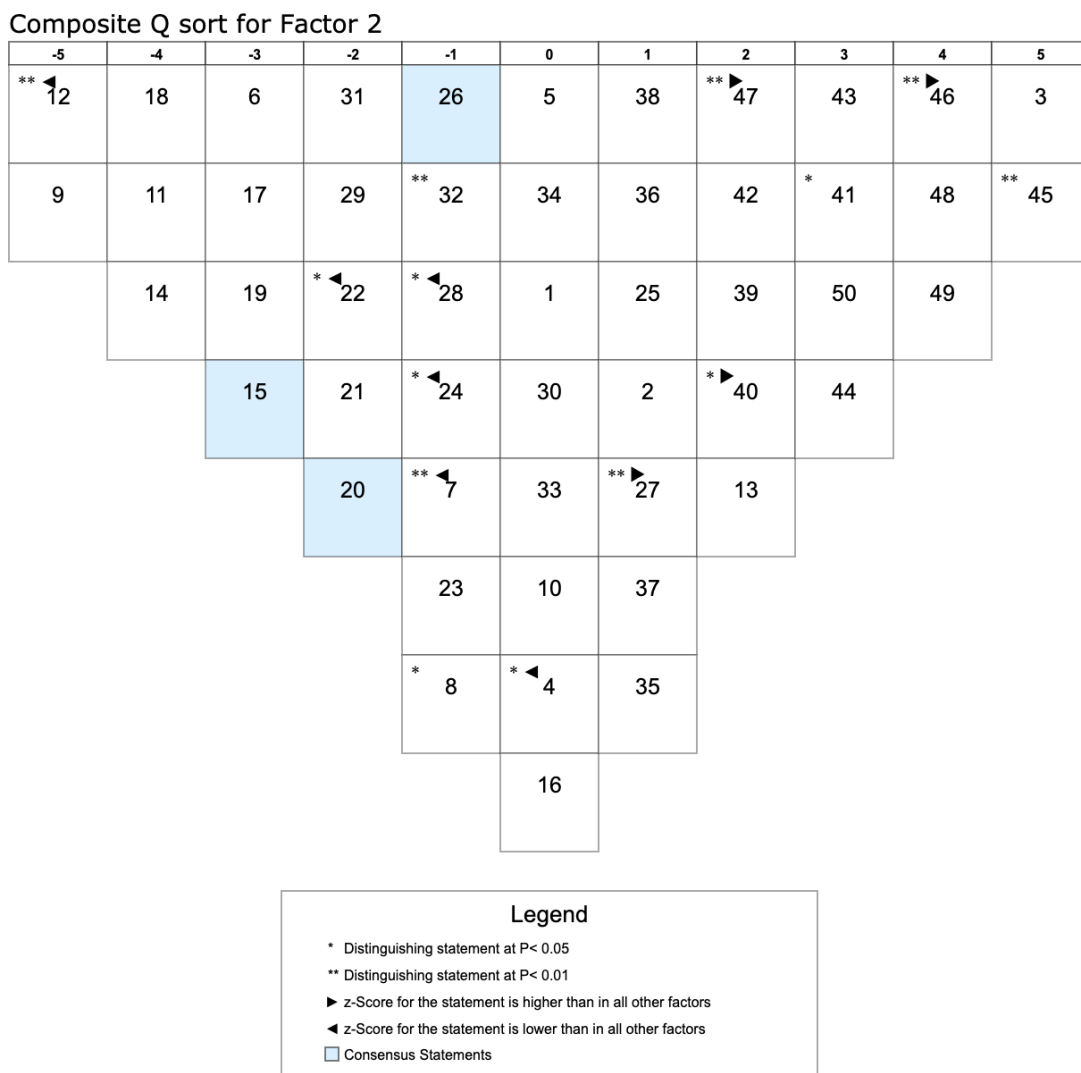 Composite Q sort for Factor 2
-5 -4 -3 -2 -1 0 1 2 3 4 5
** ◄ 12 18 6 31 26 5 38 ** ► 47 43 ** ► 46 3
9 11 17 29 ** 32 34 36 42 * 41 48 ** 45
14 19 * ◄ 22 * ◄ 28 1 25 39 50 49
15 21 * ◄ 24 30 2 * ► 40 44
20 ** ◄ 7 33 ** ► 27 13
23 10 37
* 8 * ◄ 4 35
16
Legend
* Distinguishing statement at P< 0.05
** Distinguishing statement at P< 0.01
► z-Score for the statement is higher than in all other factors
◄ z-Score for the statement is lower than in all other factors
Consensus Statements